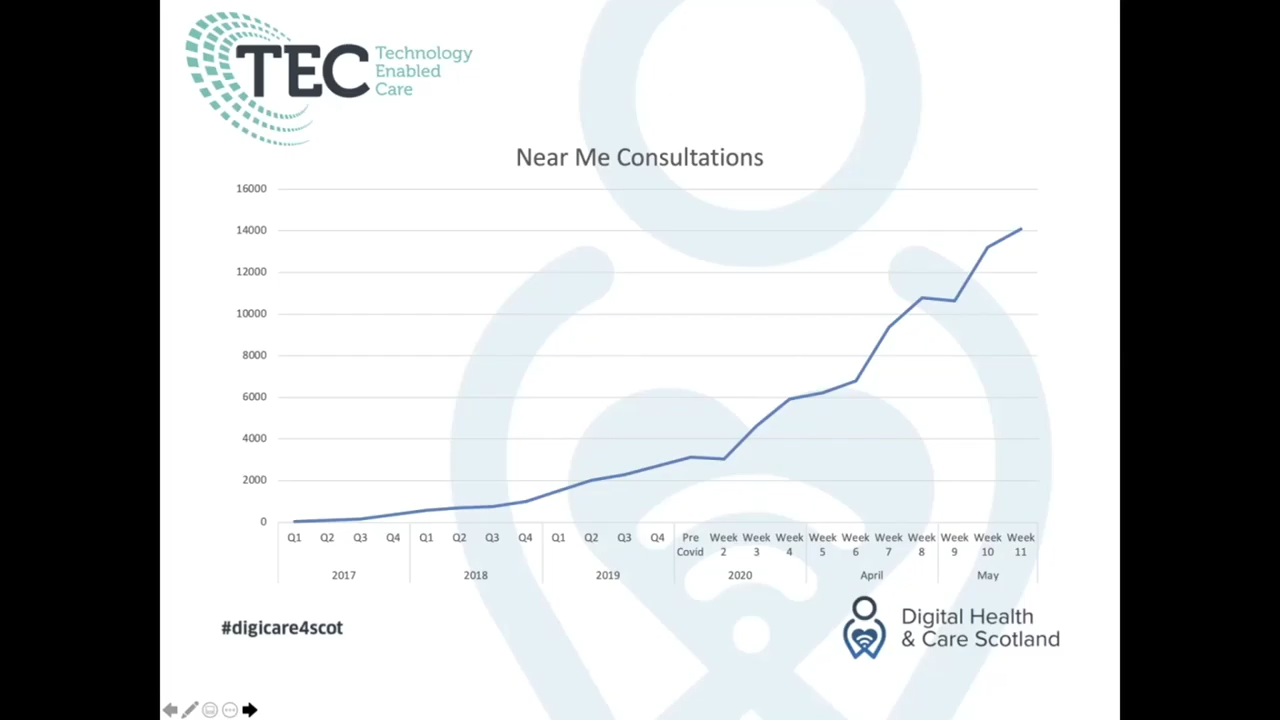 TEC
Technology
Enabled
Care
Near Me Consultations
16000
14000
12000
10000
8000
6000
4000
2000
0
Q1 Q2 Q3 Q4 Q1 Q2 Q3 Q4 Q1 Q2 Q3 Q4 Pre Week Week Week Week Week Week Week Week Week Week
Covid 2 3 4 5 6 7 8 9 10 11
2017 2018 2019 2020 April May
#digicare4scot
Digital Health
& Care Scotland